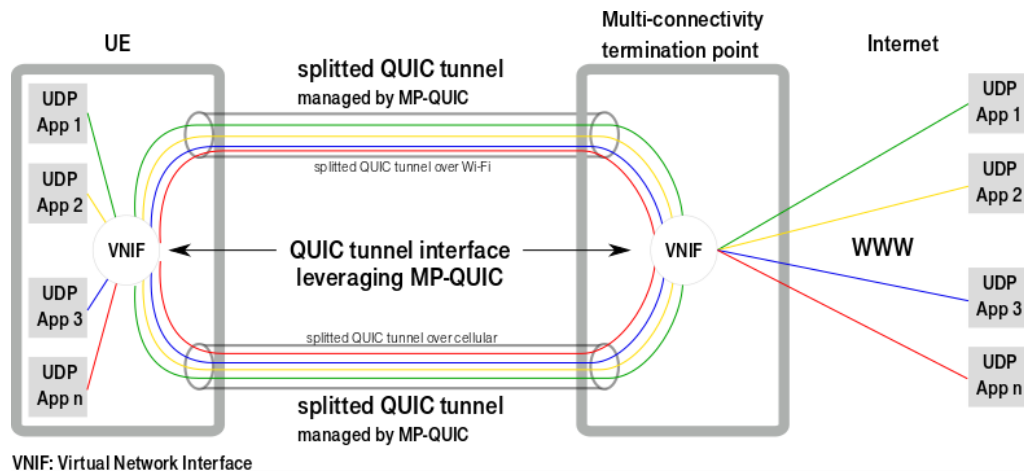 UE
Multi-connectivity
termination point
Internet
splitted QUIC tunnel
managed by MP-QUIC
splitted QUIC tunnel over Wi-Fi
UDP
App 1
UDP
App 2
UDP
App 3
UDP
App n
VNIF
QUIC tunnel interface
leveraging MP-QUIC
VNIF
WWW
UDP
App 1
UDP
App 2
UDP
App 3
UDP
App n
splitted QUIC tunnel over cellular
splitted QUIC tunnel
managed by MP-QUIC
VNIF: Virtual Network Interface